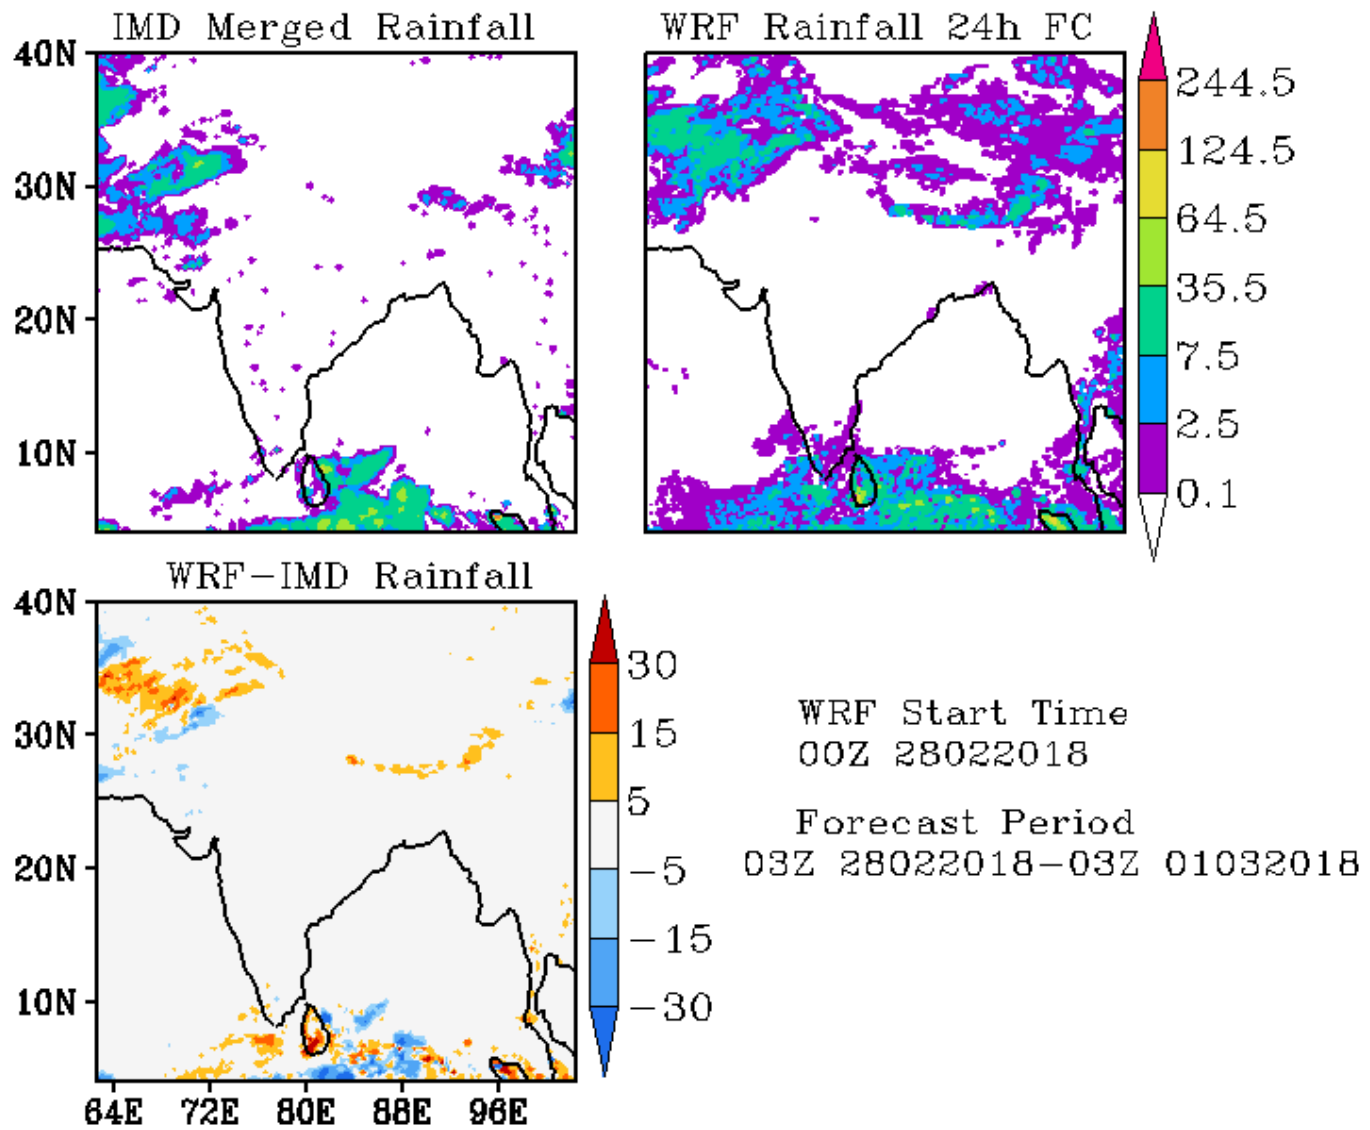 IMD Merged Rainfall
WRF Rainfall 24h FC
40N
30N
20N
10N
244.5
124.5
64.5
35.5
7.5
2.5
0.1
WRF-IMD Rainfall
40N
30N
20N
10N
64E 72E 80E 88E 96E
30
15
5
-5
-15
-30
WRF Start Time
00Z 28022018
Forecast Period
03Z 28022018-03Z 01032018